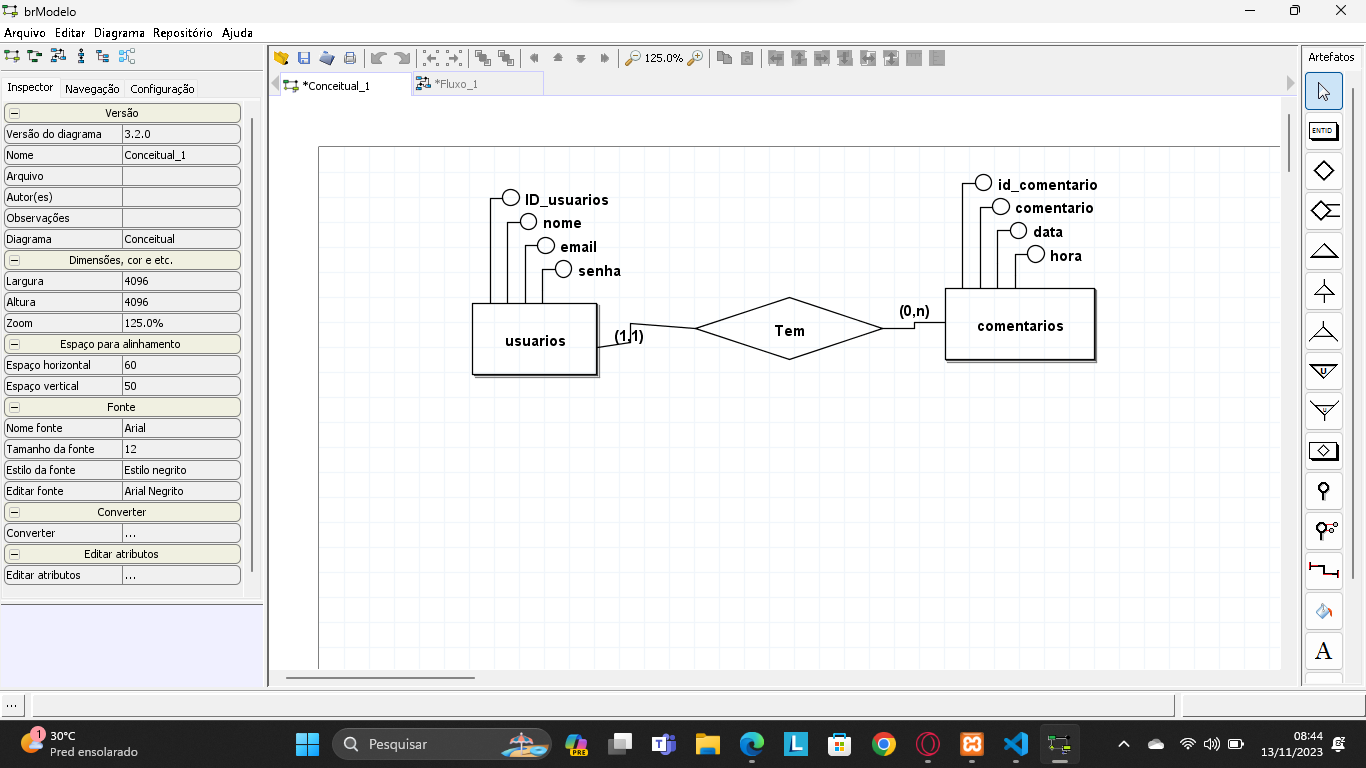 brModelo
Arquivo Editar Diagrama Repositório Ajuda
125.0%
Artefatos
Inspector Navegação Configuração
*Conceitual_1 *Fluxo_1
Versão
Versão do diagrama 3.2.0
Nome Conceitual_1
Arquivo
Autor(es)
Observações
Diagrama Conceitual
Dimensões, cor e etc.
Largura 4096
Altura 4096
Zoom 125.0%
Espaço para alinhamento
Espaço horizontal 60
Espaço vertical 50
Fonte
Nome fonte Arial
Tamanho da fonte 12
Estilo da fonte Estilo negrito
Editar fonte Arial Negrito
Converter
Converter ...
Editar atributos
Editar atributos ...
ID_usuarios
nome
email
senha
usuarios
(1,1)
Tem
(0,n)
id_comentario
comentario
data
hora
comentarios
ENTID
U
U
A
...
1
30°C
Pred ensolarado
Pesquisar
PRE
L
08:44
13/11/2023